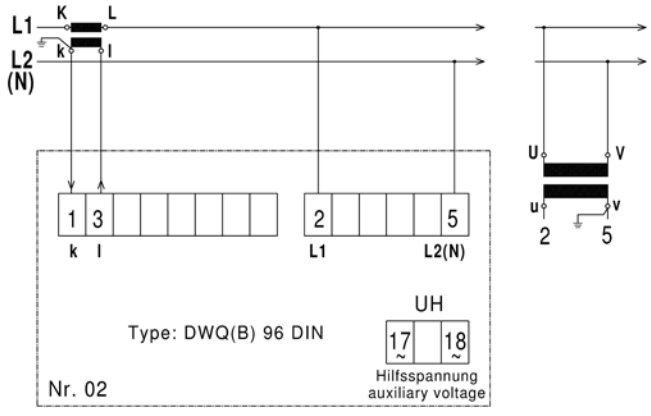 K L
L1
k l
L2
(N)
U V
u v
2 5
1 3 2 5
k l L1 L2(N)
UH
Type: DWQ(B) 96 DIN
17 18
~ ~
Hilfsspannung
auxiliary voltage
Nr. 02